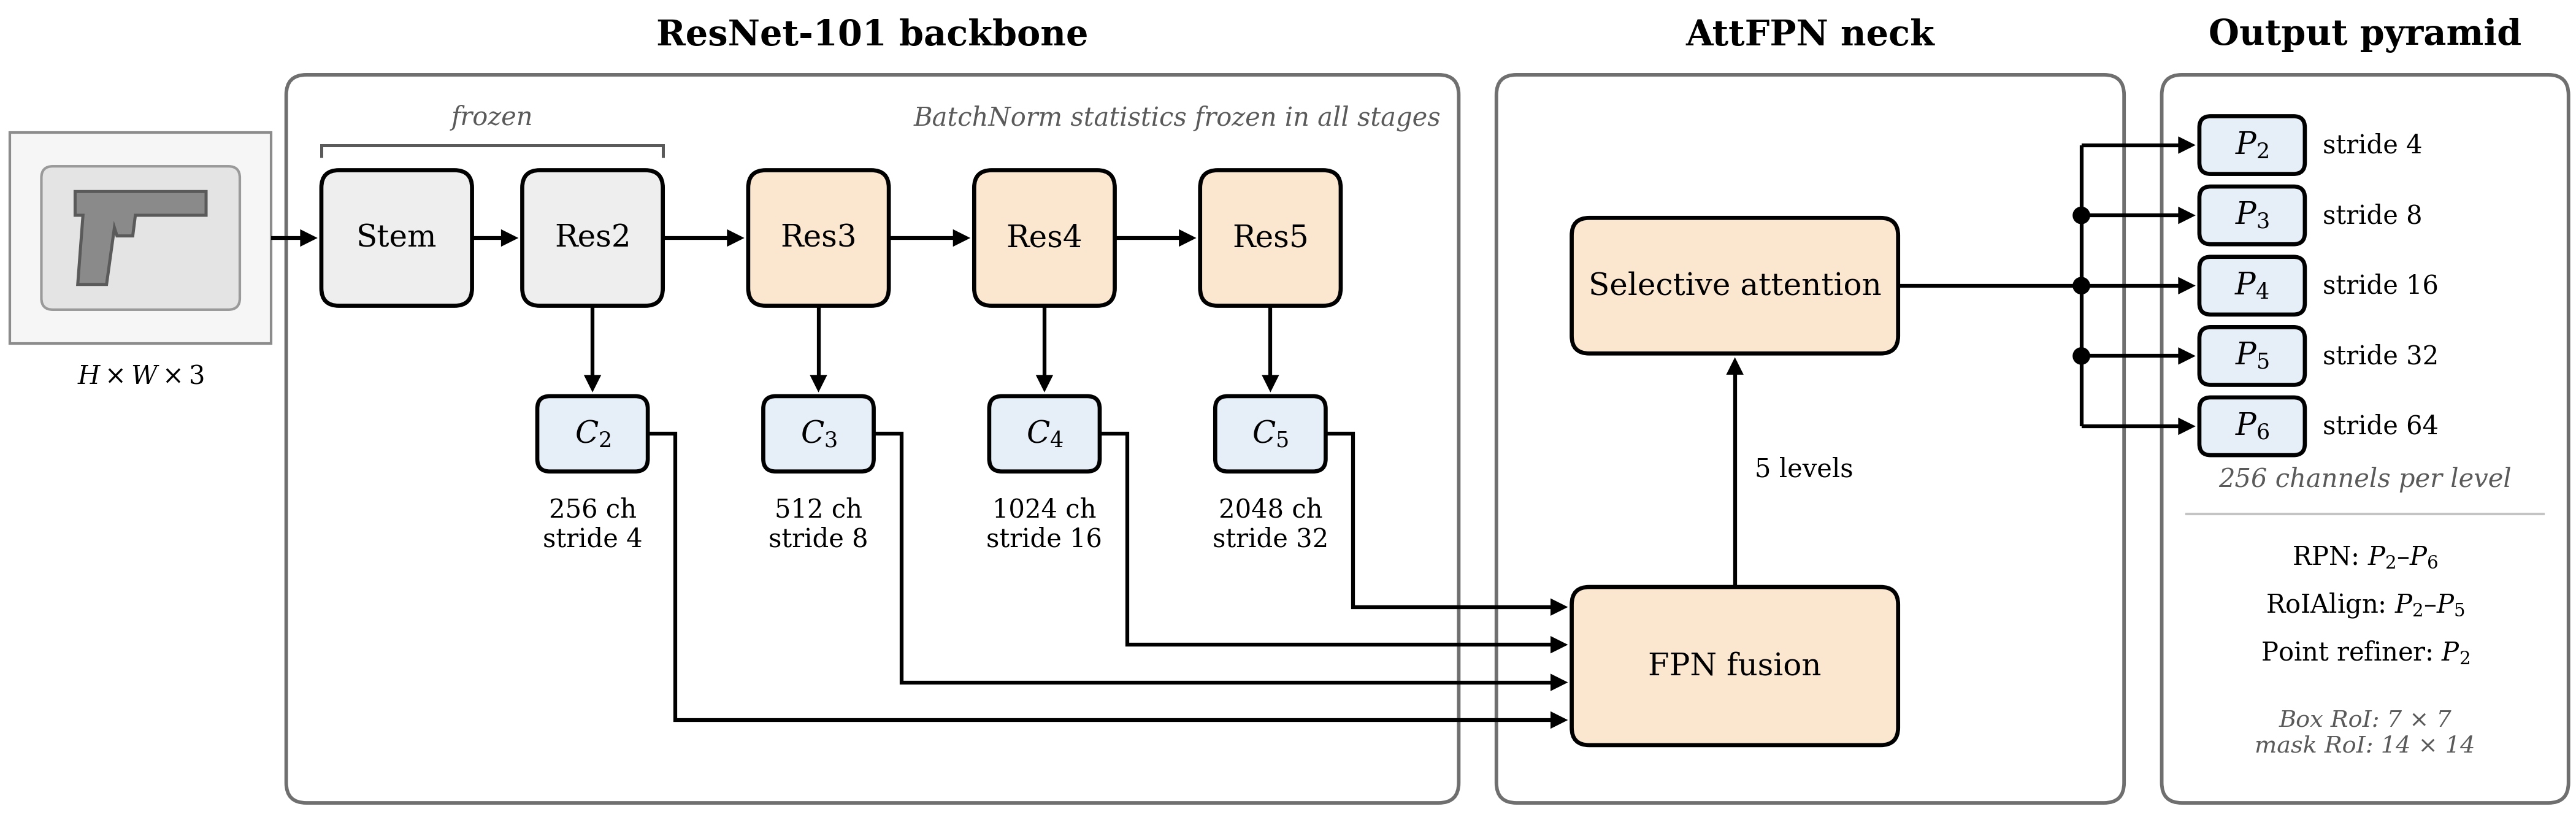 ResNet-101 backbone
AttFPN neck
Output pyramid
frozen
BatchNorm statistics frozen in all stages
Stem
Res2
Res3
Res4
Res5
H × W × 3
C₂
C₃
C₄
C₅
256 ch
stride 4
512 ch
stride 8
1024 ch
stride 16
2048 ch
stride 32
Selective attention
5 levels
FPN fusion
P₂ stride 4
P₃ stride 8
P₄ stride 16
P₅ stride 32
P₆ stride 64
256 channels per level
RPN: P₂–P₆
RoIAlign: P₂–P₅
Point refiner: P₂
Box RoI: 7 × 7
mask RoI: 14 × 14